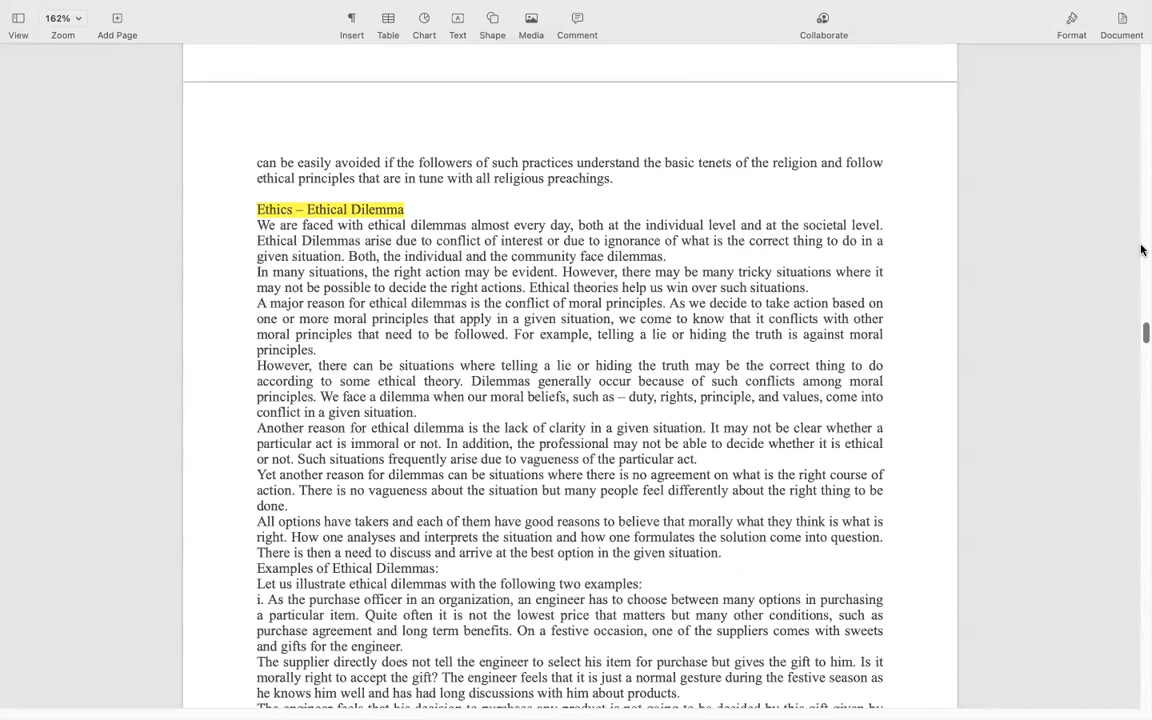 162%
View
Zoom
Add Page
Insert
Table
Chart
Text
Shape
Media
Comment
Collaborate
Format
Document
can be easily avoided if the followers of such practices understand the basic tenets of the religion and follow
ethical principles that are in tune with all religious preachings.
Ethics – Ethical Dilemma
We are faced with ethical dilemmas almost every day, both at the individual level and at the societal level.
Ethical Dilemmas arise due to conflict of interest or due to ignorance of what is the correct thing to do in a
given situation. Both, the individual and the community face dilemmas.
In many situations, the right action may be evident. However, there may be many tricky situations where it
may not be possible to decide the right actions. Ethical theories help us win over such situations.
A major reason for ethical dilemmas is the conflict of moral principles. As we decide to take action based on
one or more moral principles that apply in a given situation, we come to know that it conflicts with other
moral principles that need to be followed. For example, telling a lie or hiding the truth is against moral
principles.
However, there can be situations where telling a lie or hiding the truth may be the correct thing to do
according to some ethical theory. Dilemmas generally occur because of such conflicts among moral
principles. We face a dilemma when our moral beliefs, such as – duty, rights, principle, and values, come into
conflict in a given situation.
Another reason for ethical dilemma is the lack of clarity in a given situation. It may not be clear whether a
particular act is immoral or not. In addition, the professional may not be able to decide whether it is ethical
or not. Such situations frequently arise due to vagueness of the particular act.
Yet another reason for dilemmas can be situations where there is no agreement on what is the right course of
action. There is no vagueness about the situation but many people feel differently about the right thing to be
done.
All options have takers and each of them have good reasons to believe that morally what they think is what is
right. How one analyses and interprets the situation and how one formulates the solution come into question.
There is then a need to discuss and arrive at the best option in the given situation.
Examples of Ethical Dilemmas:
Let us illustrate ethical dilemmas with the following two examples:
i. As the purchase officer in an organization, an engineer has to choose between many options in purchasing
a particular item. Quite often it is not the lowest price that matters but many other conditions, such as
purchase agreement and long term benefits. On a festive occasion, one of the suppliers comes with sweets
and gifts for the engineer.
The supplier directly does not tell the engineer to select his item for purchase but gives the gift to him. Is it
morally right to accept the gift? The engineer feels that it is just a normal gesture during the festive season as
he knows him well and has had long discussions with him about products.
The engineer feels that his decision to purchase any product is not going to be decided by this gift given by